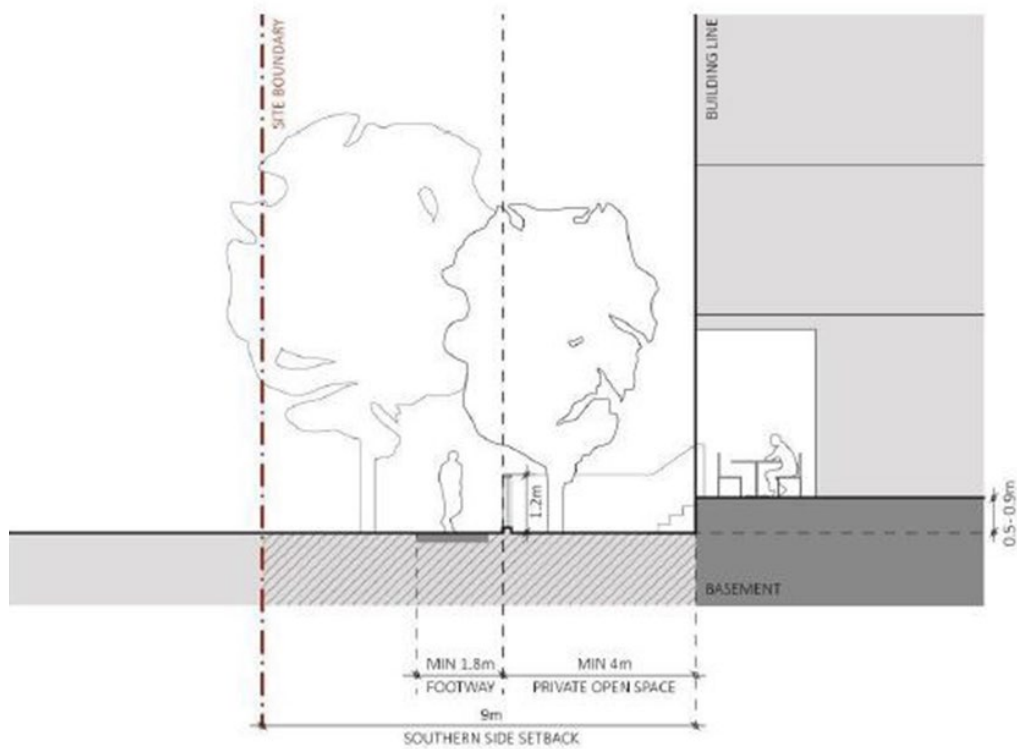 SITE BOUNDARY
BUILDING LINE
1.2m
0.5-0.9m
BASEMENT
MIN 1.8m
MIN 4m
FOOTWAY
PRIVATE OPEN SPACE
9m
SOUTHERN SIDE SETBACK